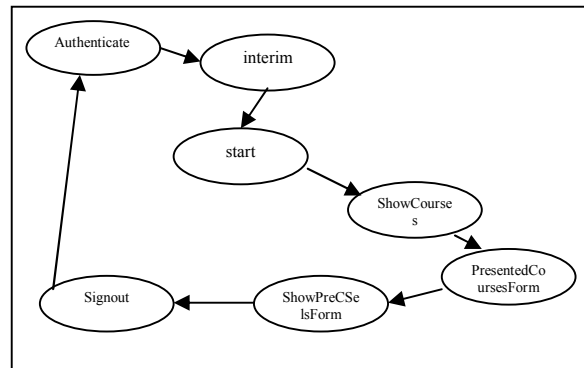 Authenticate
interim
start
ShowCourse
s
PresentedCo
ursesForm
ShowPreCSe
lsForm
Signout